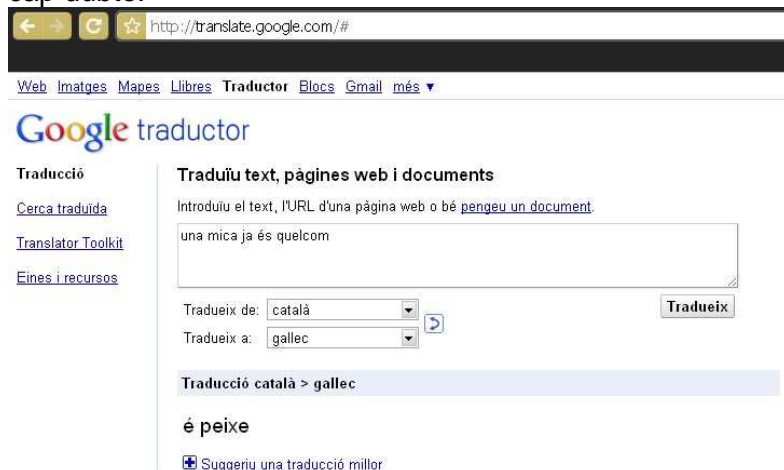 http://translate.google.com/#
Web Imatges Mapes Llibres Traductor Blocs Gmail més ▼
Google traductor
Traducció
Cerca traduïda
Translator Toolkit
Eines i recursos
Traduïu text, pàgines web i documents
Introduïu el text, l'URL d'una pàgina web o bé pengeu un document.
una mica ja és quelcom
Tradueix de: català
Tradueix a: gallec
Tradueix
Traducció català > gallec
é peixe
Suggeriu una traducció millor